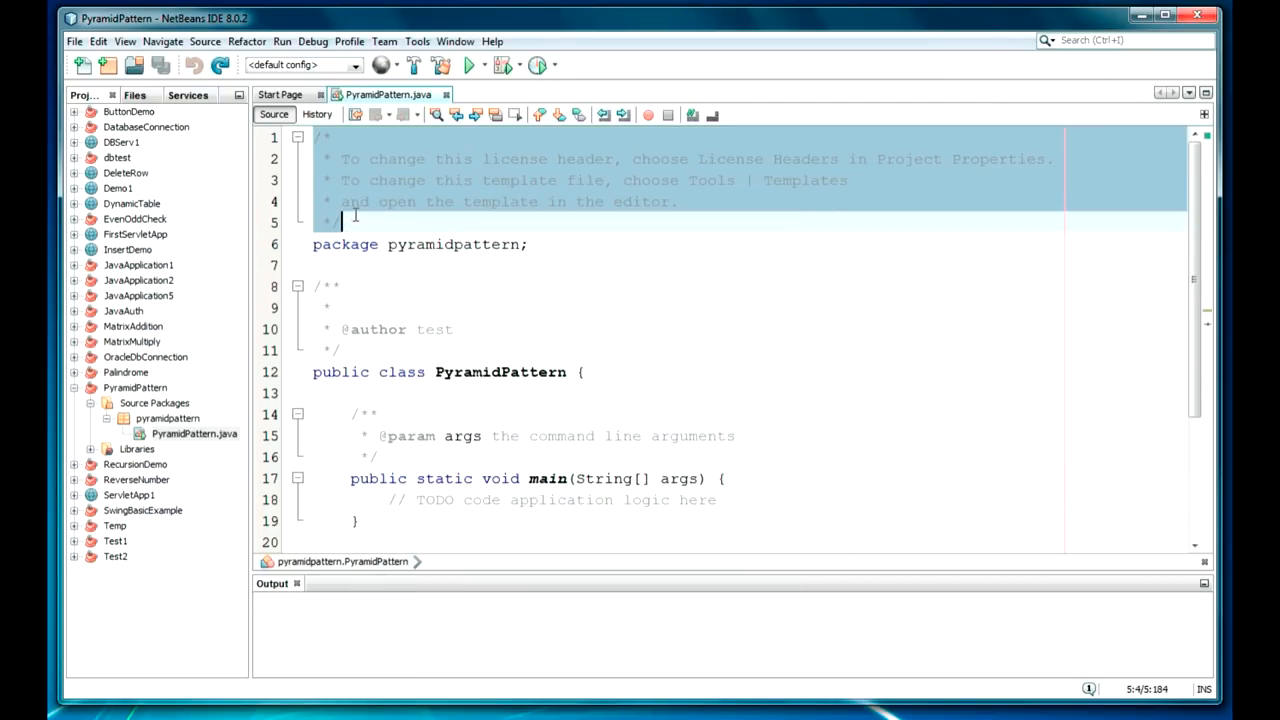 PyramidPattern - NetBeans IDE 8.0.2
File Edit View Navigate Source Refactor Run Debug Profile Team Tools Window Help
Search (Ctrl+I)
<default config>
Proj... Files Services
Start Page PyramidPattern.java
Source History
ButtonDemo
DatabaseConnection
DBServ1
dbtest
DeleteRow
Demo1
DynamicTable
EvenOddCheck
FirstServletApp
InsertDemo
JavaApplication1
JavaApplication2
JavaApplication5
JavaAuth
MatrixAddition
MatrixMultiply
OracleDbConnection
Palindrome
PyramidPattern
Source Packages
pyramidpattern
PyramidPattern.java
Libraries
RecursionDemo
ReverseNumber
ServletApp1
SwingBasicExample
Temp
Test1
Test2
1 /*
2 * To change this license header, choose License Headers in Project Properties.
3 * To change this template file, choose Tools | Templates
4 * and open the template in the editor.
5 */
6 package pyramidpattern;
7
8 /**
9 *
10 * @author test
11 */
12 public class PyramidPattern {
13
14 /**
15 * @param args the command line arguments
16 */
17 public static void main(String[] args) {
18 // TODO code application logic here
19 }
20
pyramidpattern.PyramidPattern
Output
1 5:4/5:184 INS